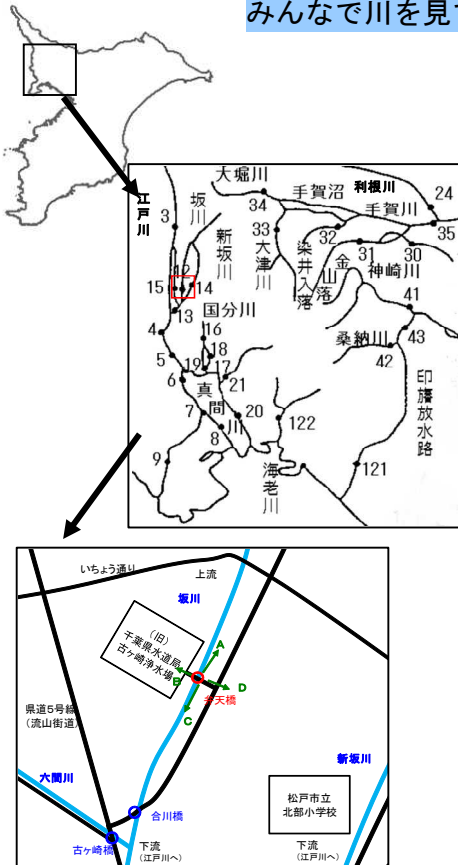 みんなで川を見
江戸川
坂川
新坂川
大堀川
手賀沼
利根川
手賀川
24
3
34
33
大津川
染井入落
32
31
30
35
金山落
神崎川
12
15
14
13
国分川
41
4
16
桑納川
43
42
5
18
19
17
6
21
真間川
印旛放水路
7
20
8
122
9
海老川
121
いちょう通り
上流
坂川
(旧)
千葉県水道局
古ヶ崎浄水場
A
B
弁天橋
D
C
県道5号線
(流山街道)
六間川
新坂川
松戸市立
北部小学校
合川橋
古ヶ崎橋
下流
(江戸川へ)
下流
(江戸川へ)